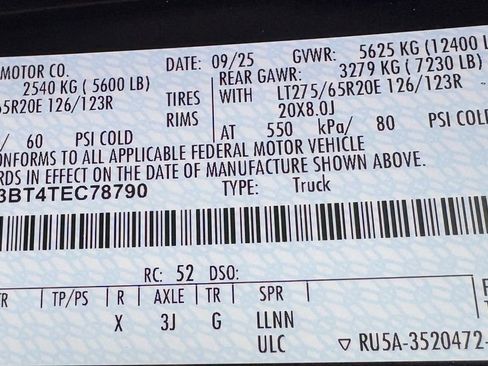 MOTOR CO. DATE: 09/25 GVWR: 5625 KG (12400 L
2540 KG ( 5600 LB) REAR GAWR: 3279 KG ( 7230 LB)
65R20E 126/123R TIRES WITH LT275/65R20E 126/123R
RIMS 20X8.0J
/ 60 PSI COLD AT 550 kPa/ 80 PSI COLD
ONFORMS TO ALL APPLICABLE FEDERAL MOTOR VEHICLE
RDS IN EFFECT ON THE DATE OF MANUFACTURE SHOWN ABOVE.
3BT4TEC78790 TYPE: Truck
RC: 52 DSO:
TR TP/PS R AXLE TR SPR
X 3J G LLNN
ULC ▽ RU5A-3520472-